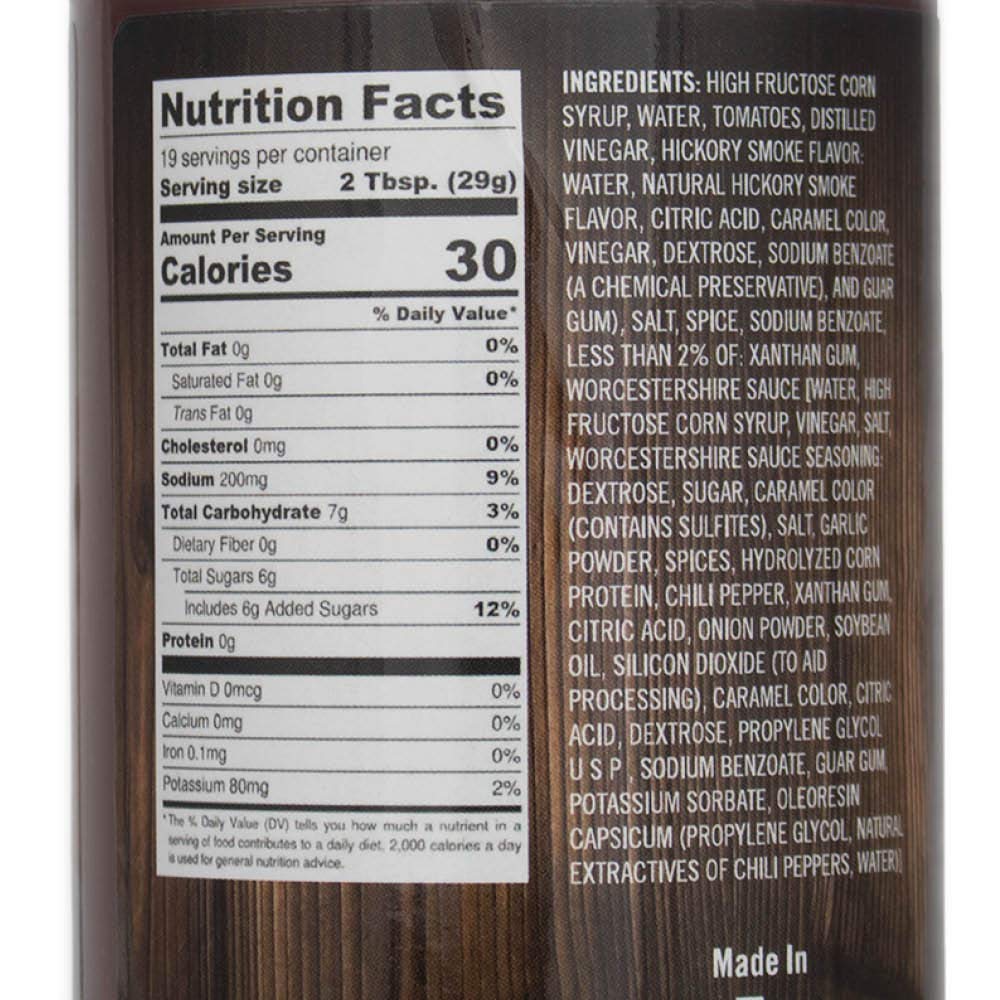 Nutrition Facts
19 servings per container
Serving size 2 Tbsp. (29g)
Amount Per Serving
Calories 30
% Daily Value*
Total Fat 0g 0%
Saturated Fat 0g 0%
Trans Fat 0g
Cholesterol 0mg 0%
Sodium 200mg 9%
Total Carbohydrate 7g 3%
Dietary Fiber 0g 0%
Total Sugars 6g
Includes 6g Added Sugars 12%
Protein 0g
Vitamin D 0mcg 0%
Calcium 0mg 0%
Iron 0.1mg 0%
Potassium 80mg 2%
*The % Daily Value (DV) tells you how much a nutrient in a
serving of food contributes to a daily diet. 2,000 calories a day
is used for general nutrition advice.
INGREDIENTS: HIGH FRUCTOSE CORN
SYRUP, WATER, TOMATOES, DISTILLED
VINEGAR, HICKORY SMOKE FLAVOR:
WATER, NATURAL HICKORY SMOKE
FLAVOR, CITRIC ACID, CARAMEL COLOR,
VINEGAR, DEXTROSE, SODIUM BENZOATE
(A CHEMICAL PRESERVATIVE), AND GUAR
GUM), SALT, SPICE, SODIUM BENZOATE,
LESS THAN 2% OF: XANTHAN GUM,
WORCESTERSHIRE SAUCE [WATER, HIGH
FRUCTOSE CORN SYRUP, VINEGAR, SALT,
WORCESTERSHIRE SAUCE SEASONING:
DEXTROSE, SUGAR, CARAMEL COLOR
(CONTAINS SULFITES), SALT, GARLIC
POWDER, SPICES, HYDROLYZED CORN
PROTEIN, CHILI PEPPER, XANTHAN GUM,
CITRIC ACID, ONION POWDER, SOYBEAN
OIL, SILICON DIOXIDE (TO AID
PROCESSING), CARAMEL COLOR, CITRIC
ACID, DEXTROSE, PROPYLENE GLYCOL
U S P , SODIUM BENZOATE, GUAR GUM,
POTASSIUM SORBATE, OLEORESIN
CAPSICUM (PROPYLENE GLYCOL, NATURAL
EXTRACTIVES OF CHILI PEPPERS, WATER)]
Made In